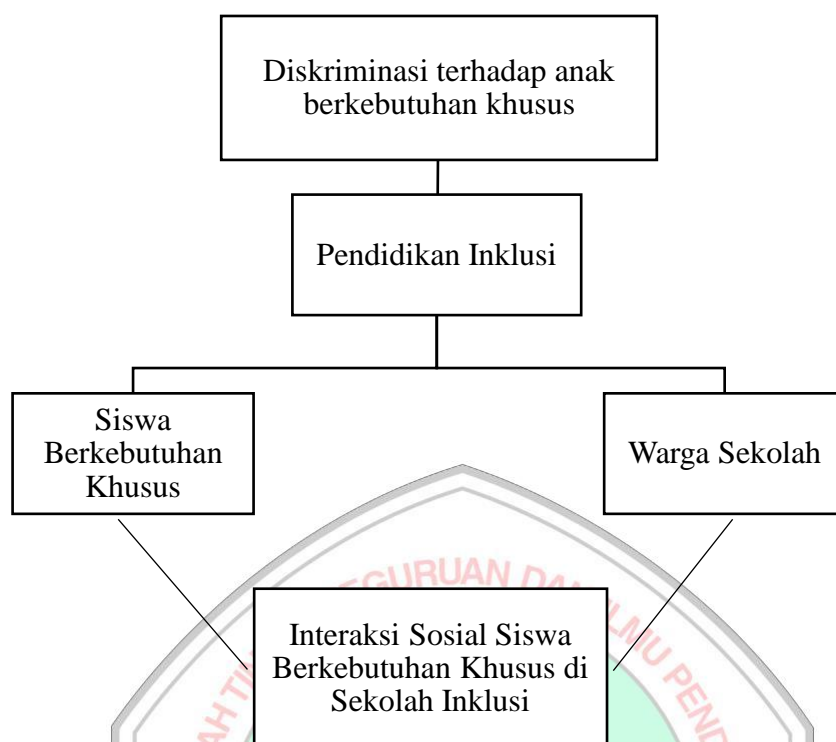 Diskriminasi terhadap anak
berkebutuhan khusus
Pendidikan Inklusi
Siswa
Berkebutuhan
Khusus
Warga Sekolah
Interaksi Sosial Siswa
Berkebutuhan Khusus di
Sekolah Inklusi